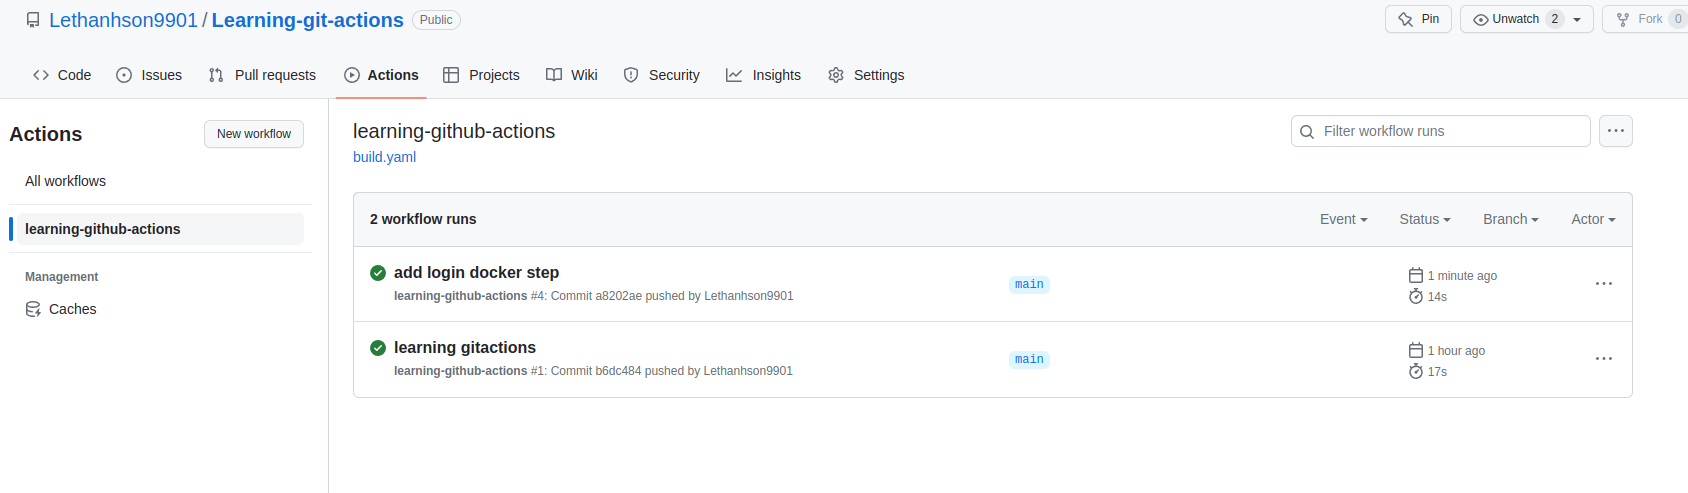 Lethanhson9901 / Learning-git-actions Public
Pin Unwatch 2 Fork 0
Code Issues Pull requests Actions Projects Wiki Security Insights Settings
Actions
New workflow
All workflows
learning-github-actions
Management
Caches
learning-github-actions
build.yaml
Filter workflow runs
2 workflow runs Event Status Branch Actor
add login docker step
learning-github-actions #4: Commit a8202ae pushed by Lethanhson9901
main
1 minute ago
14s
learning gitactions
learning-github-actions #1: Commit b6dc484 pushed by Lethanhson9901
main
1 hour ago
17s